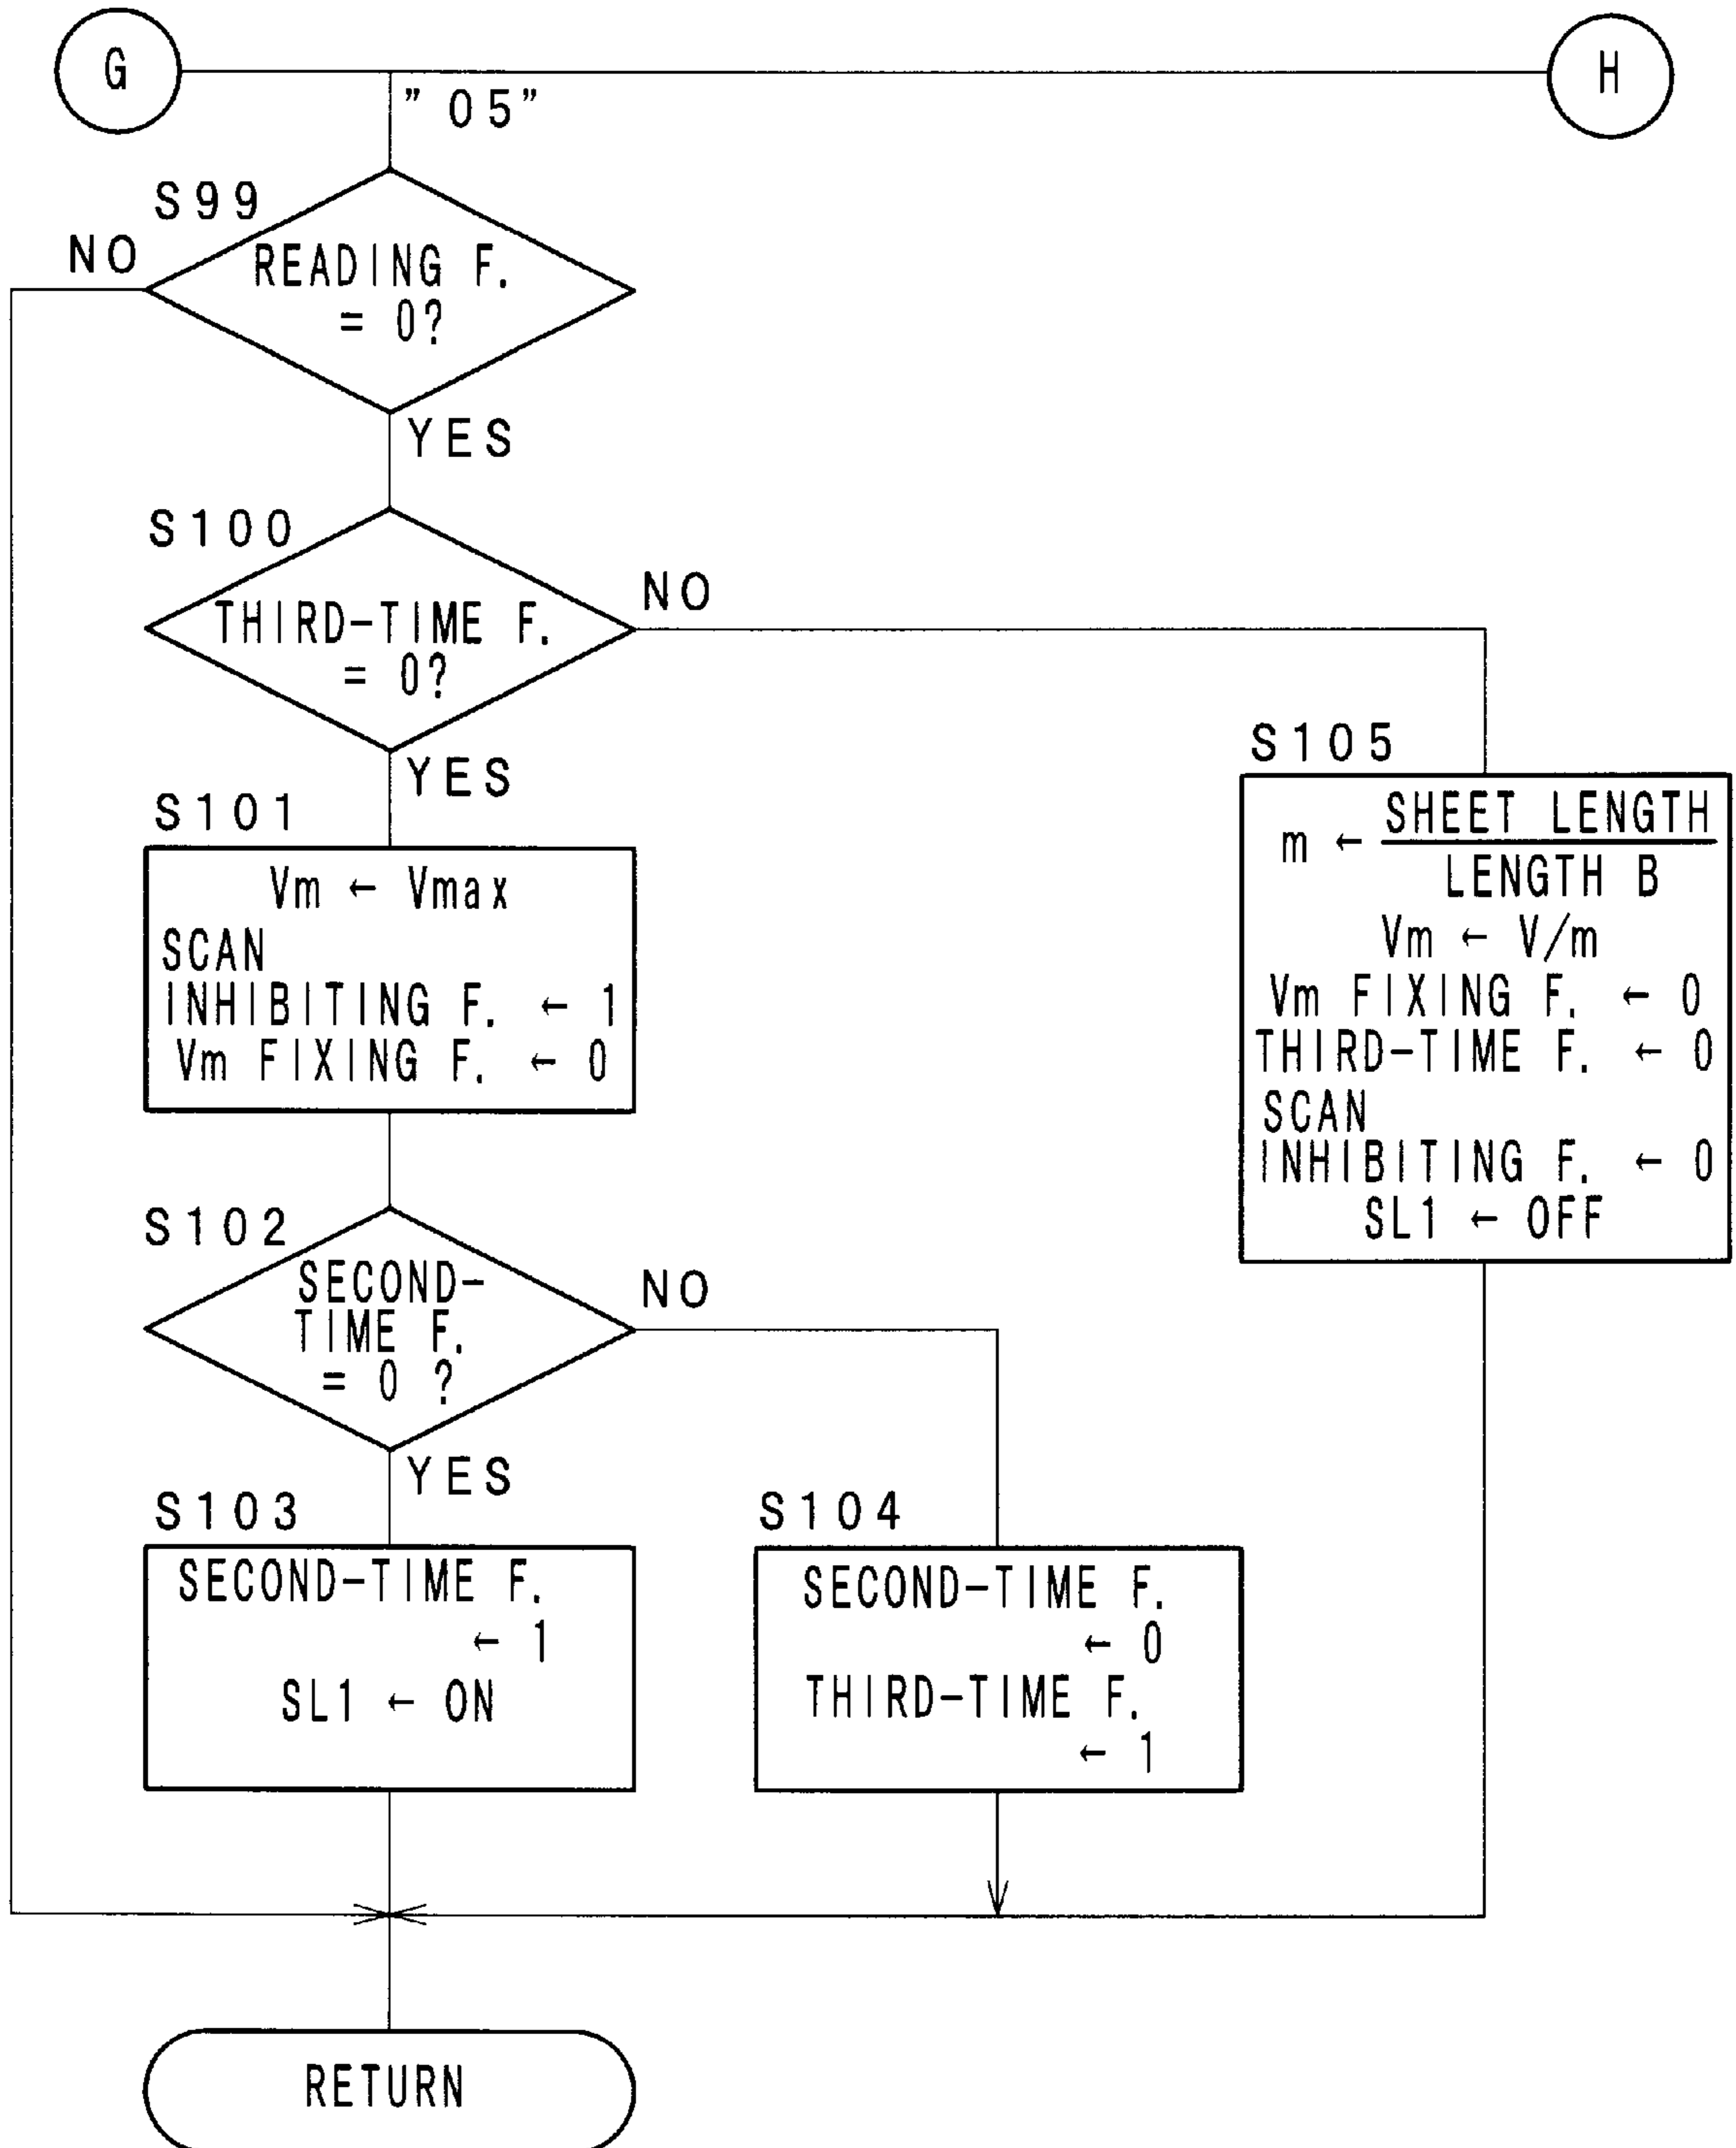 G
H
" 05"
S99
NO
READING F.
= 0?
YES
S100
NO
THIRD-TIME F.
= 0?
YES
S101
Vm ← Vmax
SCAN
INHIBITING F. ← 1
Vm FIXING F. ← 0
S105
m ← SHEET LENGTH
LENGTH B
Vm ← V/m
Vm FIXING F. ← 0
THIRD-TIME F. ← 0
SCAN
INHIBITING F. ← 0
SL1 ← OFF
S102
NO
SECOND-
TIME F.
= 0 ?
YES
S103
SECOND-TIME F.
← 1
SL1 ← ON
S104
SECOND-TIME F.
← 0
THIRD-TIME F.
← 1
RETURN